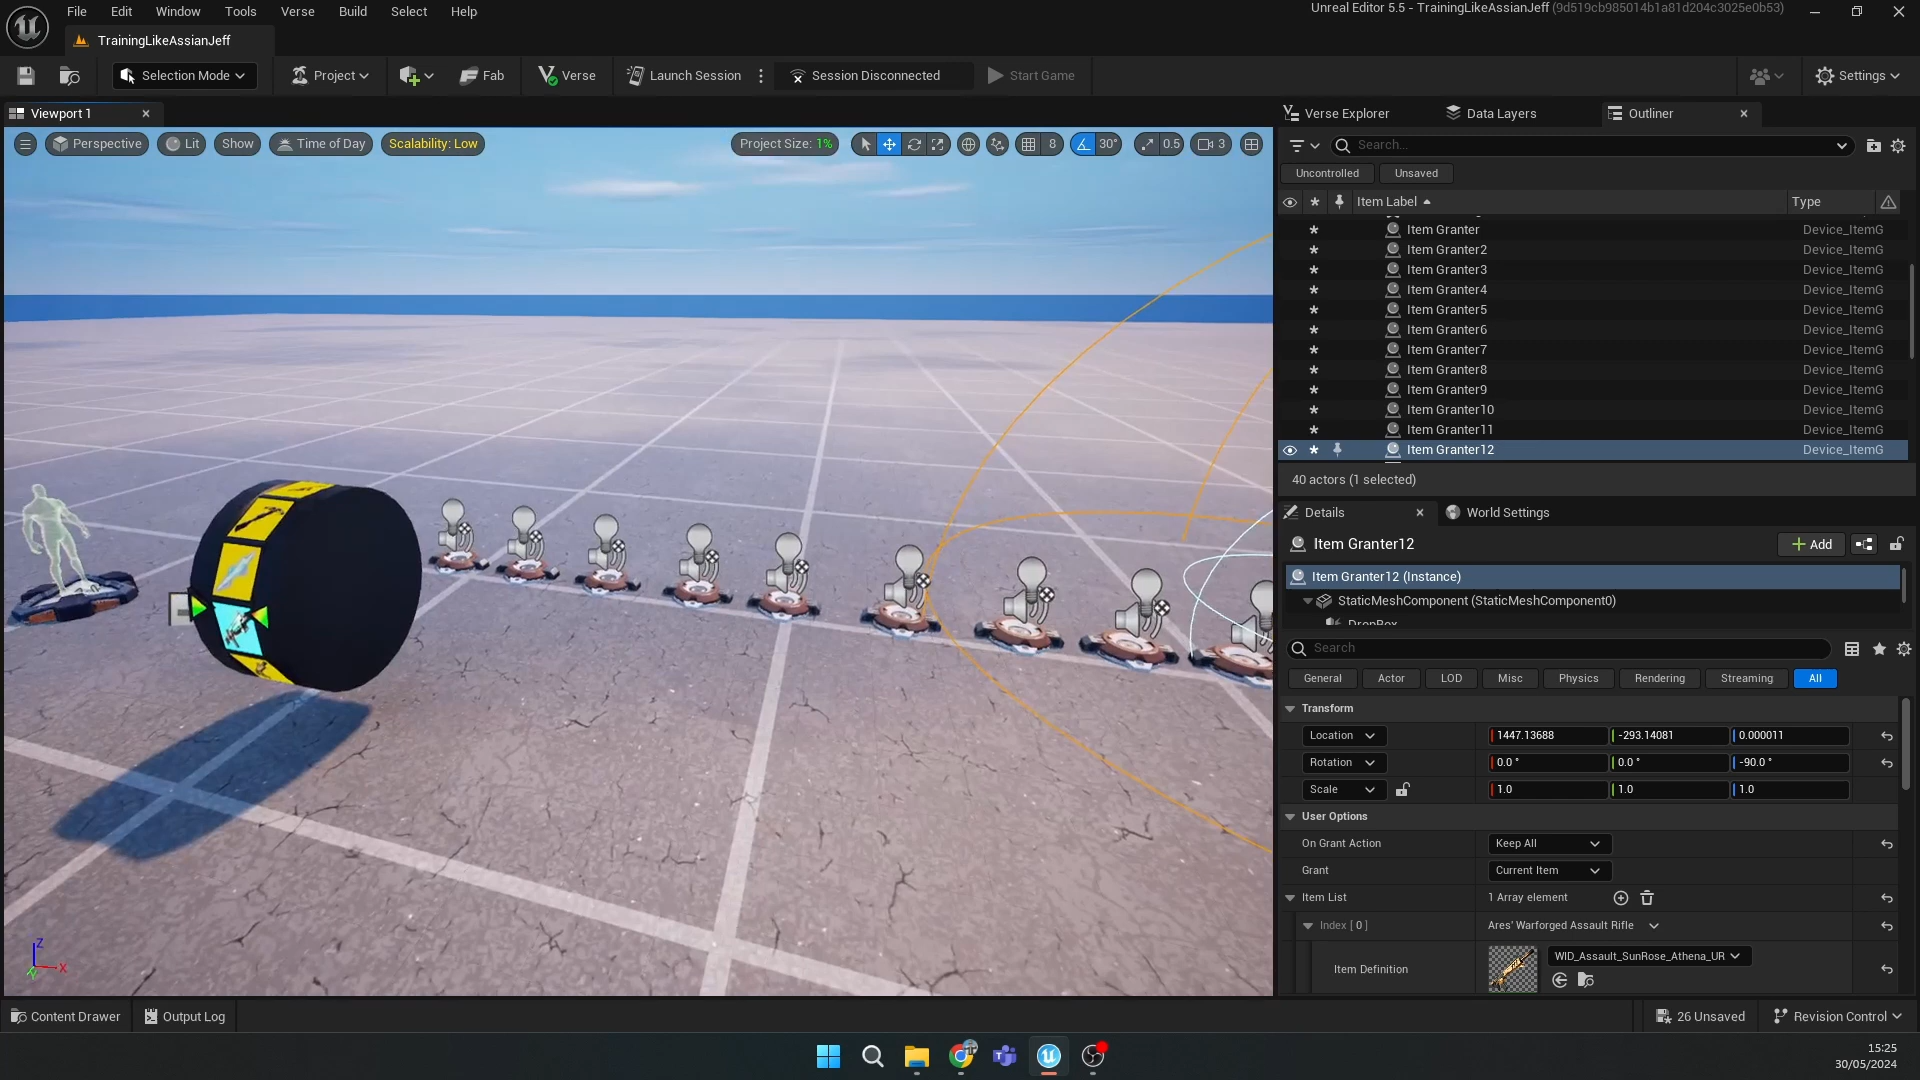 File Edit Window Tools Verse Build Select Help
Unreal Editor 5.5 - TrainingLikeAssianJeff (9d519cb985014b1a81d204c3025e0b53)
TrainingLikeAssianJeff
Selection Mode Project Fab Verse Launch Session Session Disconnected Start Game Settings
Viewport 1
Perspective Lit Show Time of Day Scalability: Low Project Size: 1% 8 30° 0.5 3
Verse Explorer Data Layers Outliner
Search...
Uncontrolled Unsaved
Item Label Type
Item Granter Device_ItemG
Item Granter2 Device_ItemG
Item Granter3 Device_ItemG
Item Granter4 Device_ItemG
Item Granter5 Device_ItemG
Item Granter6 Device_ItemG
Item Granter7 Device_ItemG
Item Granter8 Device_ItemG
Item Granter9 Device_ItemG
Item Granter10 Device_ItemG
Item Granter11 Device_ItemG
Item Granter12 Device_ItemG
40 actors (1 selected)
Details World Settings
Item Granter12 Add
Item Granter12 (Instance)
StaticMeshComponent (StaticMeshComponent0)
DropBox
Search
General Actor LOD Misc Physics Rendering Streaming All
Transform
Location 1447.13688 -293.14081 0.000011
Rotation 0.0 ° 0.0 ° -90.0 °
Scale 1.0 1.0 1.0
User Options
On Grant Action Keep All
Grant Current Item
Item List 1 Array element
Index [ 0 ] Ares' Warforged Assault Rifle
Item Definition WID_Assault_SunRose_Athena_UR
Z
Y X
Content Drawer Output Log 26 Unsaved Revision Control
15:25
30/05/2024